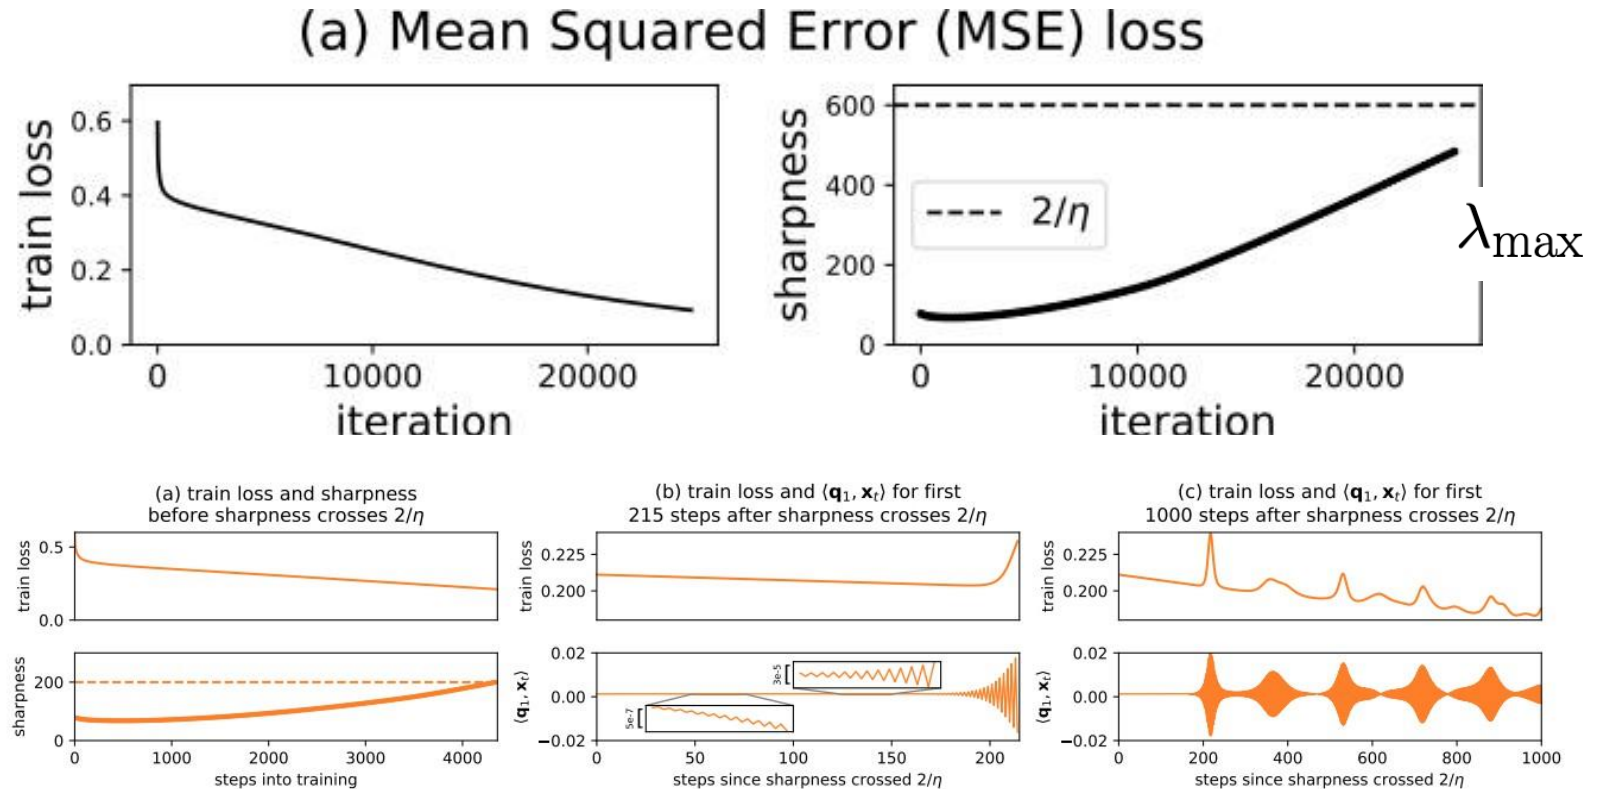 (a) Mean Squared Error (MSE) loss
train loss
0.6
0.4
0.2
0.0
0
10000
20000
iteration
sharpness
600
400
200
0
2/η
λmax
0
10000
20000
iteration
(a) train loss and sharpness
before sharpness crosses 2/η
train loss
0.5
0.0
sharpness
200
100
0
0
1000
2000
3000
4000
steps into training
(b) train loss and ⟨q₁, xₜ⟩ for first
215 steps after sharpness crosses 2/η
train loss
0.225
0.200
⟨q₁, xₜ⟩
0.02
0.00
−0.02
3e-5
5e-7
0
50
100
150
200
steps since sharpness crossed 2/η
(c) train loss and ⟨q₁, xₜ⟩ for first
1000 steps after sharpness crosses 2/η
train loss
0.225
0.200
⟨q₁, xₜ⟩
0.02
0.00
−0.02
0
200
400
600
800
1000
steps since sharpness crossed 2/η